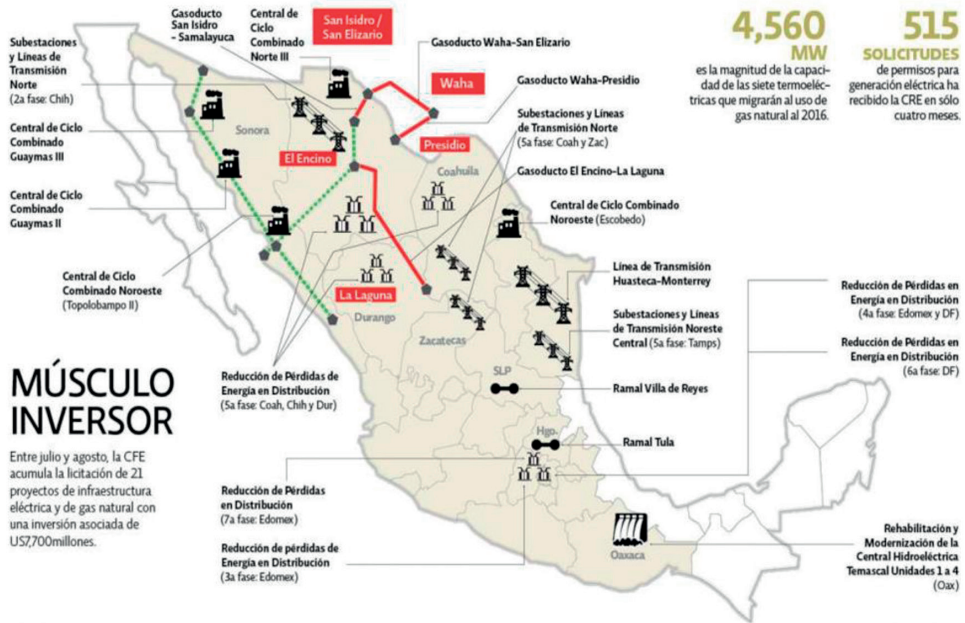 Gasoducto
San Isidro
– Samalayuca
Central de
Ciclo
Combinado
Norte III
San Isidro /
San Elizario
Gasoducto Waha-San Elizario
Waha
Gasoducto Waha-Presidio
Presidio
4,560
MW
es la magnitud de la capaci-
dad de las siete termoeléc-
tricas que migrarán al uso de
gas natural al 2016.
515
SOLICITUDES
de permisos para
generación eléctrica ha
recibido la CRE en sólo
cuatro meses.
Subestaciones
y Líneas de
Transmisión
Norte
(2a fase: Chih)
Central de Ciclo
Combinado
Guaymas III
Central de Ciclo
Combinado
Guaymas II
Central de Ciclo
Combinado Noroeste
(Topolobampo II)
Sonora
El Encino
Coahuila
La Laguna
Durango
Zacatecas
SLP
Hgo.
Oaxaca
Subestaciones y Líneas
de Transmisión Norte
(5a fase: Coah y Zac)
Gasoducto El Encino-La Laguna
Central de Ciclo Combinado
Noroeste (Escobedo)
Línea de Transmisión
Huasteca-Monterrey
Subestaciones y Líneas
de Transmisión Noreste
Central (5a fase: Tamps)
Ramal Villa de Reyes
Ramal Tula
Reducción de Pérdidas en
Energía en Distribución
(4a fase: Edomex y DF)
Reducción de Pérdidas en
Energía en Distribución
(6a fase: DF)
Reducción de Pérdidas de
Energía en Distribución
(5a fase: Coah, Chih y Dur)
MÚSCULO
INVERSOR
Entre julio y agosto, la CFE
acumula la licitación de 21
proyectos de infraestructura
eléctrica y de gas natural con
una inversión asociada de
US7,700millones.
Reducción de Pérdidas
en Distribución
(7a fase: Edomex)
Reducción de pérdidas de
Energía en Distribución
(3a fase: Edomex)
Rehabilitación y
Modernización de la
Central Hidroeléctrica
Temascal Unidades 1 a 4
(Oax)